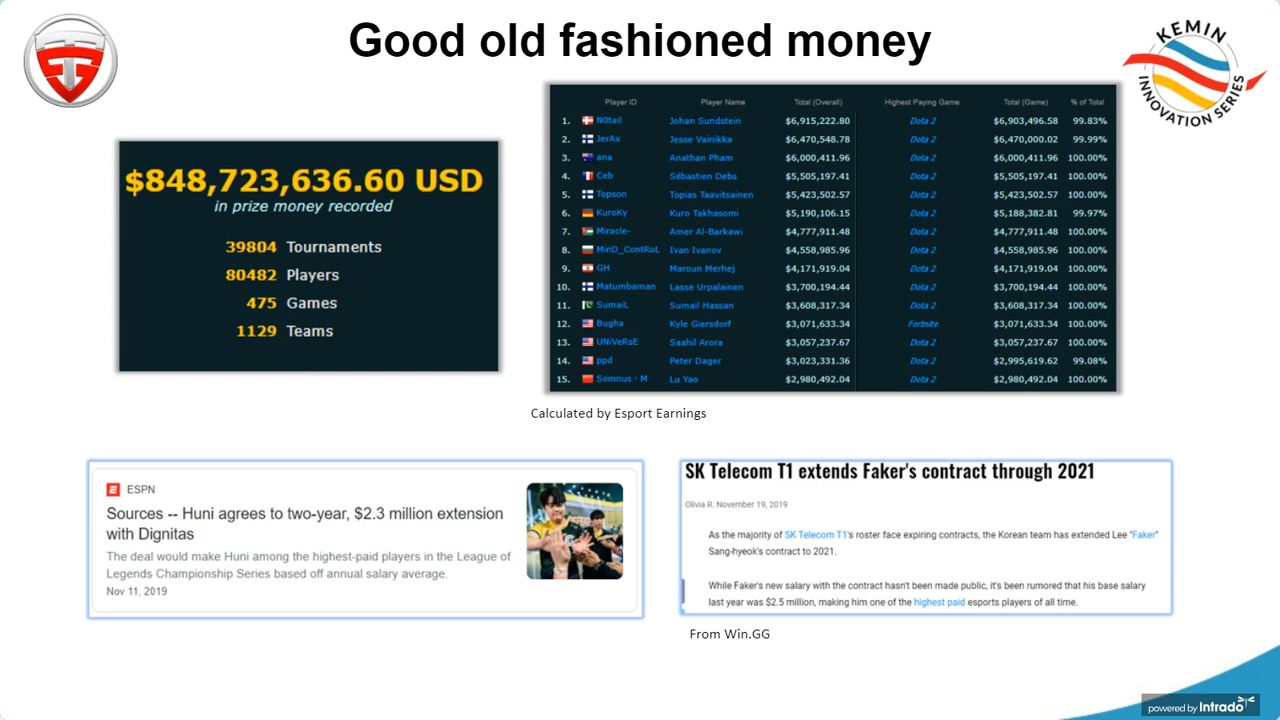 Good old fashioned money
KEMIN
INNOVATION SERIES
$848,723,636.60 USD
in prize money recorded
39804 Tournaments
80482 Players
475 Games
1129 Teams
Player ID Player Name Total (Overall) Highest Paying Game Total (Game) % of Total
1. N0tail Johan Sundstein $6,915,222.80 Dota 2 $6,903,496.58 99.83%
2. JerAx Jesse Vainikka $6,470,548.78 Dota 2 $6,470,000.02 99.99%
3. ana Anathan Pham $6,000,411.96 Dota 2 $6,000,411.96 100.00%
4. Ceb Sébastien Debs $5,505,197.41 Dota 2 $5,505,197.41 100.00%
5. Topson Topias Taavitsainen $5,423,502.57 Dota 2 $5,423,502.57 100.00%
6. KuroKy Kuro Takhasomi $5,190,106.15 Dota 2 $5,188,382.81 99.97%
7. Miracle- Amer Al-Barkawi $4,777,911.48 Dota 2 $4,777,911.48 100.00%
8. MinD_ContRoL Ivan Ivanov $4,558,985.96 Dota 2 $4,558,985.96 100.00%
9. GH Maroun Merhej $4,171,919.04 Dota 2 $4,171,919.04 100.00%
10. Matumbaman Lasse Urpalainen $3,700,194.44 Dota 2 $3,700,194.44 100.00%
11. SumaiL Sumail Hassan $3,608,317.34 Dota 2 $3,608,317.34 100.00%
12. Bugha Kyle Giersdorf $3,071,633.34 Fortnite $3,071,633.34 100.00%
13. UNiVeRsE Saahil Arora $3,057,237.67 Dota 2 $3,057,237.67 100.00%
14. ppd Peter Dager $3,023,331.36 Dota 2 $2,995,619.62 99.08%
15. Somnus丶M Lu Yao $2,980,492.04 Dota 2 $2,980,492.04 100.00%
Calculated by Esport Earnings
ESPN
Sources -- Huni agrees to two-year, $2.3 million extension
with Dignitas
The deal would make Huni among the highest-paid players in the League of
Legends Championship Series based off annual salary average.
Nov 11, 2019
SK Telecom T1 extends Faker's contract through 2021
Olivia R. November 19, 2019
As the majority of SK Telecom T1's roster face expiring contracts, the Korean team has extended Lee "Faker"
Sang-hyeok's contract to 2021.
While Faker's new salary with the contract hasn't been made public, it's been rumored that his base salary
last year was $2.5 million, making him one of the highest paid esports players of all time.
From Win.GG
powered by Intrado